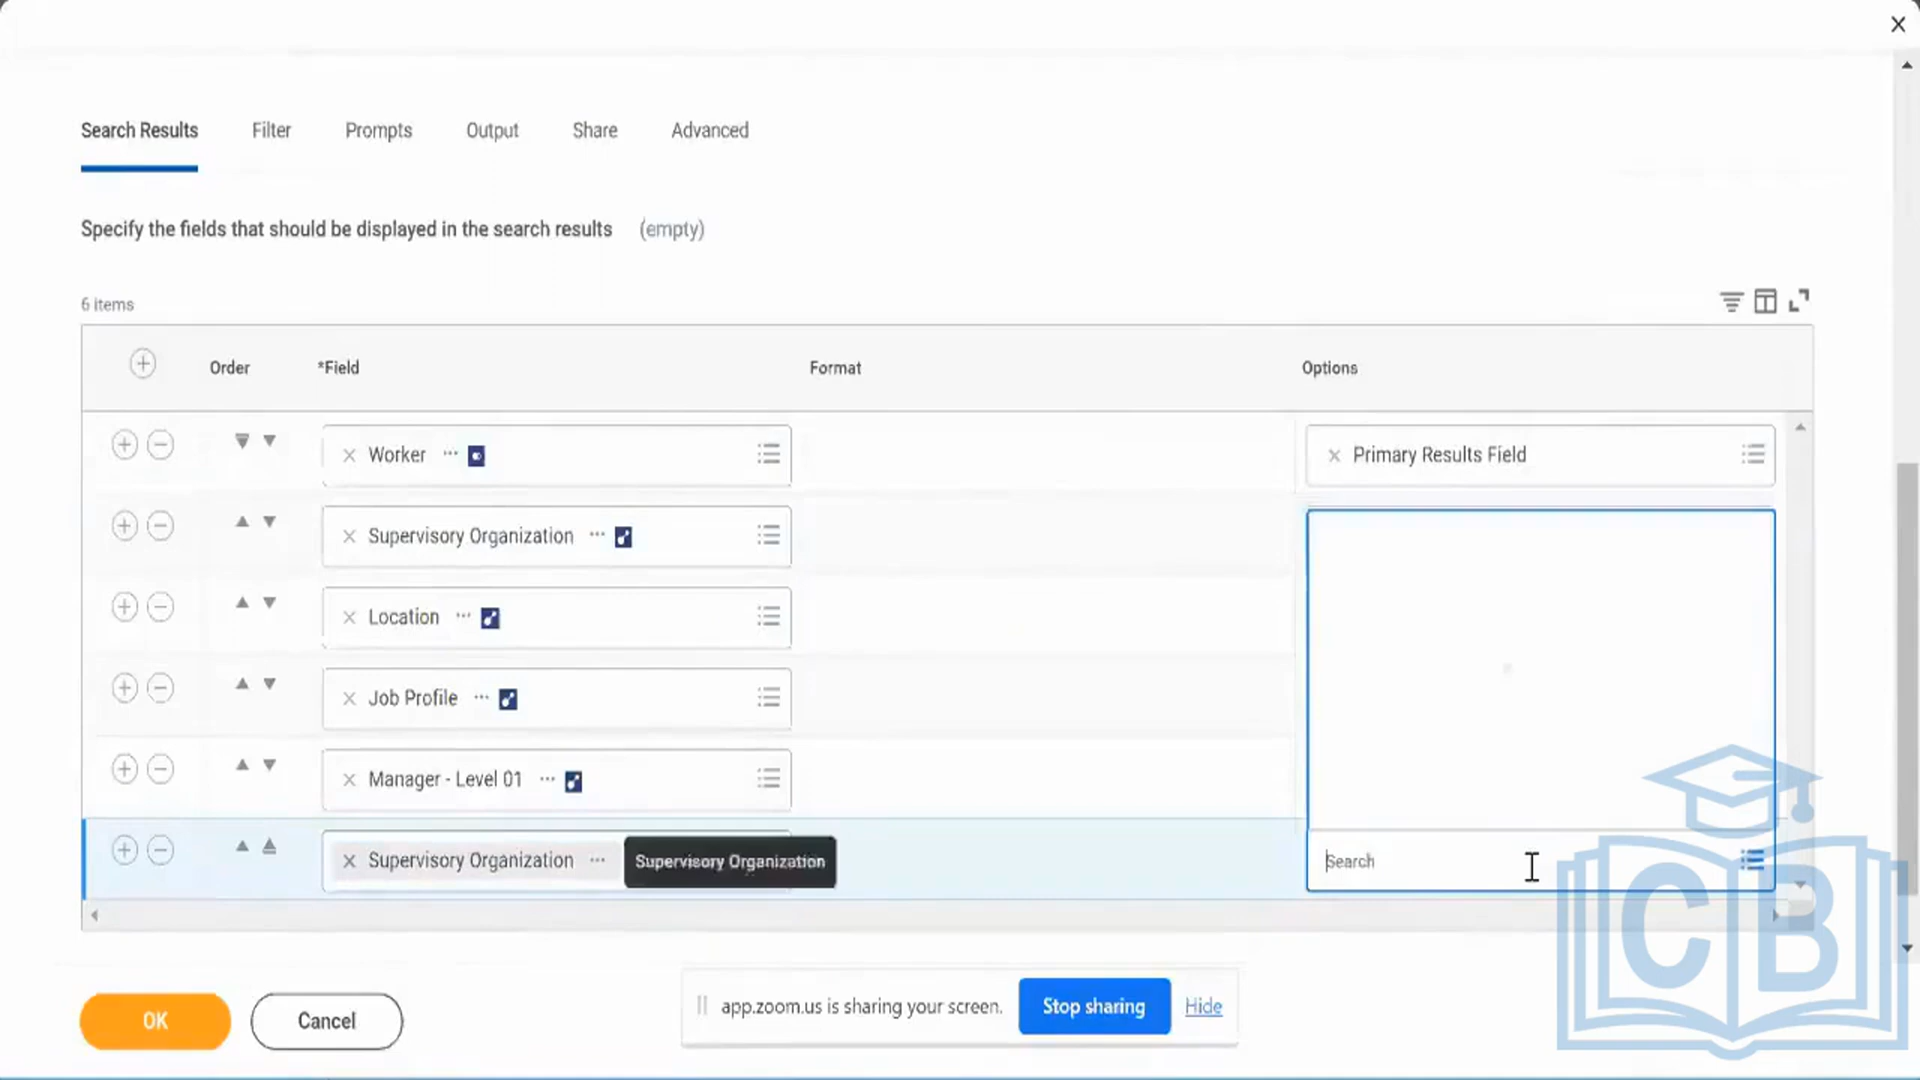 Search Results Filter Prompts Output Share Advanced
Specify the fields that should be displayed in the search results (empty)
6 items
Order *Field Format Options
Worker Primary Results Field
Supervisory Organization
Location
Job Profile
Manager - Level 01
Supervisory Organization Supervisory Organization Search
OK Cancel app.zoom.us is sharing your screen. Stop sharing Hide
CB